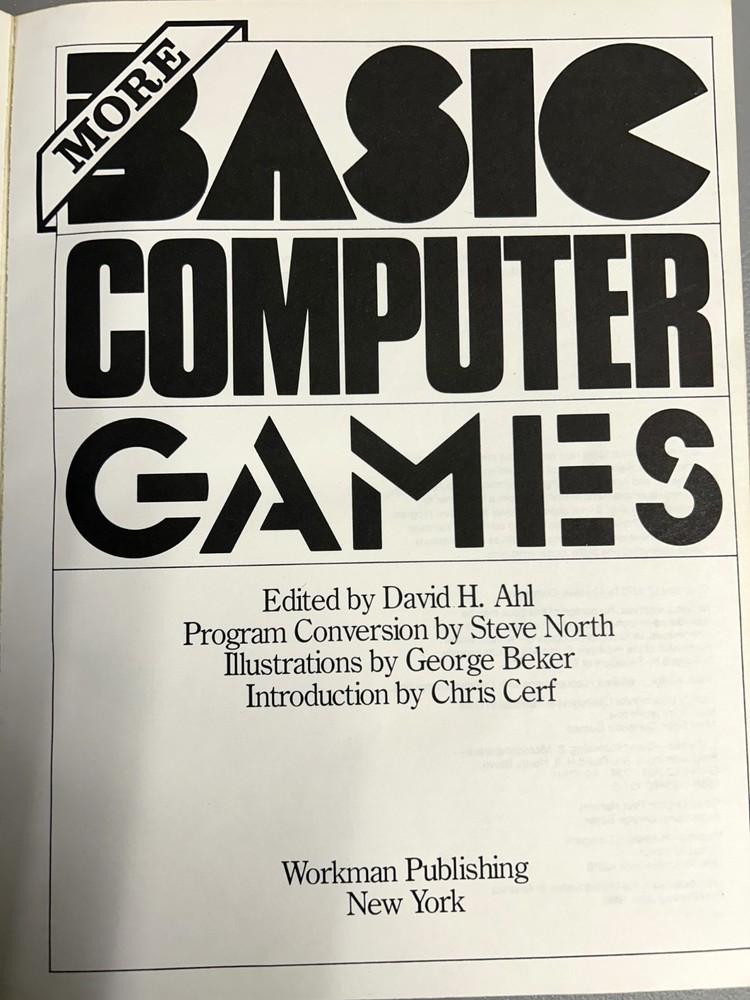 MORE
BASIC
COMPUTER
GAMES
Edited by David H. Ahl
Program Conversion by Steve North
Illustrations by George Beker
Introduction by Chris Cerf
Workman Publishing
New York